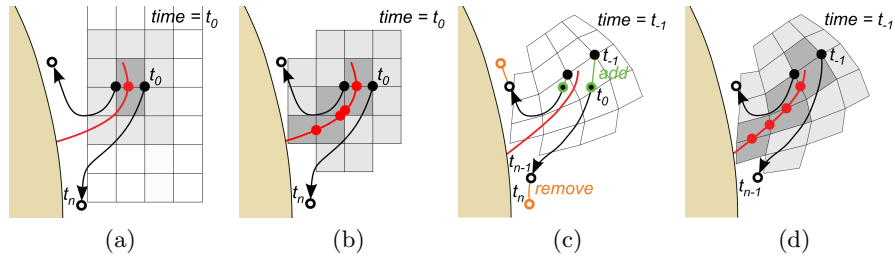 time = t₀
t₀
tₙ
(a)
time = t₀
t₀
tₙ
(b)
time = t₋₁
t₋₁
add
t₀
tₙ₋₁
tₙ
remove
(c)
time = t₋₁
t₋₁
tₙ₋₁
(d)